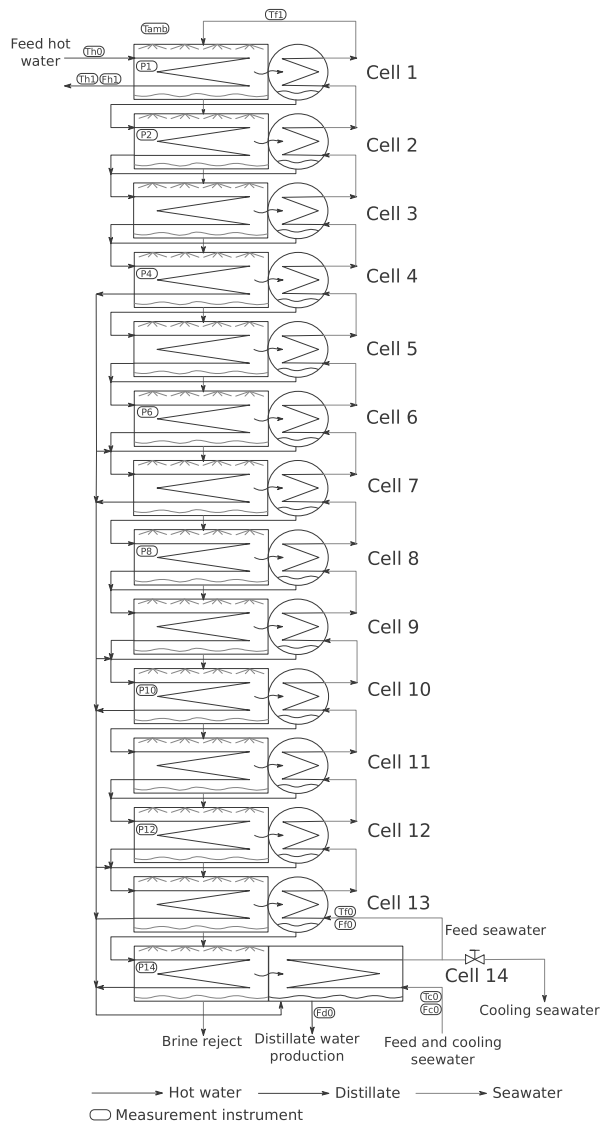 Tf1
Tamb
Feed hot
water
Th0
P1
Th1 Fh1
Cell 1
P2
Cell 2
Cell 3
P4
Cell 4
Cell 5
P6
Cell 6
Cell 7
P8
Cell 8
Cell 9
P10
Cell 10
Cell 11
P12
Cell 12
Cell 13
Tf0
Ff0
Feed seawater
P14
Cell 14
Tc0
Fc0
Fd0
Cooling seawater
Brine reject
Distillate water
production
Feed and cooling
seewater
Hot water
Distillate
Seawater
Measurement instrument